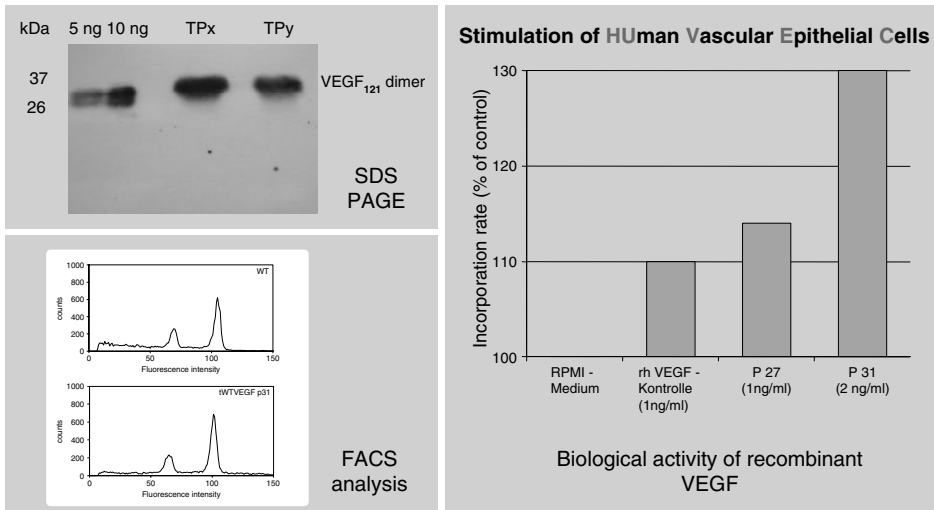 kDa 5 ng 10 ng TPx TPy
37
26
VEGF121 dimer
SDS
PAGE
1000
800
600
400
200
0
counts
WT
0 50 100 150
Fluorescence intensity
1000
800
600
400
200
0
counts
tWTVEGF p31
0 50 100 150
Fluorescence intensity
FACS
analysis
Stimulation of HUman Vascular Epithelial Cells
Incorporation rate (% of control)
130
120
110
100
RPMI -
Medium
rh VEGF -
Kontrolle
(1ng/ml)
P 27
(1ng/ml)
P 31
(2 ng/ml)
Biological activity of recombinant
VEGF